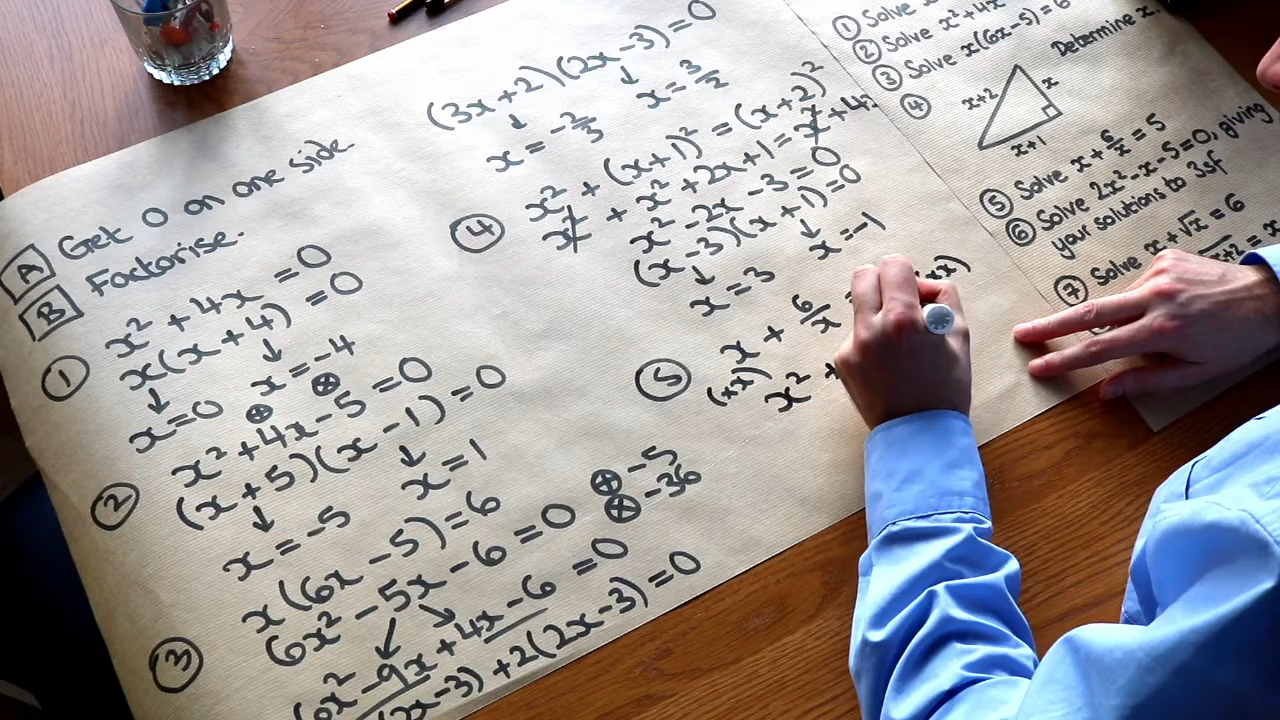 A Get 0 on one side
B Factorise.
① x² + 4x = 0
x(x + 4) = 0
x = 0 x = -4
② x² + 4x - 5 = 0
(x + 5)(x - 1) = 0
x = -5 x = 1
③ x(6x - 5) = 6
6x² - 5x - 6 = 0 ⊕ -5
⊗ -36
6x² - 9x + 4x - 6 = 0
(2x - 3) + 2(2x - 3) = 0
(3x + 2)(2x - 3) = 0
x = -2/3 x = 3/2
④ x² + (x + 1)² = (x + 2)²
x² + x² + 2x + 1 = x² + 4x
x² - 2x - 3 = 0
(x - 3)(x + 1) = 0
x = 3 x = -1
⑤ x + 6/x =
(×x) (×x)
x² +
① Solve
② Solve x² + 4x
③ Solve x(6x - 5) = 6
④ Determine x.
x+2 x
x+1
⑤ Solve x + 6/x = 5
⑥ Solve 2x² - x - 5 = 0, giving
your solutions to 3sf
⑦ Solve x + √x = 6
x+2 = x